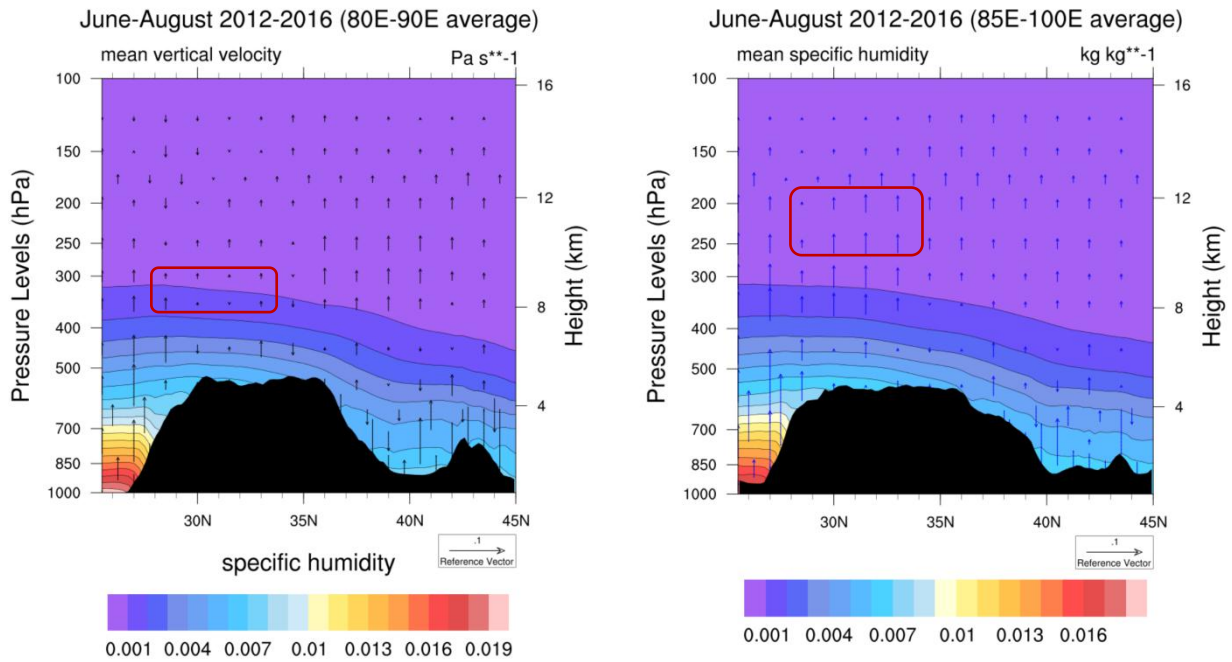 June-August 2012-2016 (80E-90E average)
mean vertical velocity
Pa s**-1
100
150
200
250
300
400
500
700
850
1000
Pressure Levels (hPa)
16
12
8
4
Height (km)
30N
35N
40N
45N
.1
Reference Vector
specific humidity
0.001
0.004
0.007
0.01
0.013
0.016
0.019
June-August 2012-2016 (85E-100E average)
mean specific humidity
kg kg**-1
100
150
200
250
300
400
500
700
850
1000
Pressure Levels (hPa)
16
12
8
4
Height (km)
30N
35N
40N
45N
.1
Reference Vector
0.001
0.004
0.007
0.01
0.013
0.016